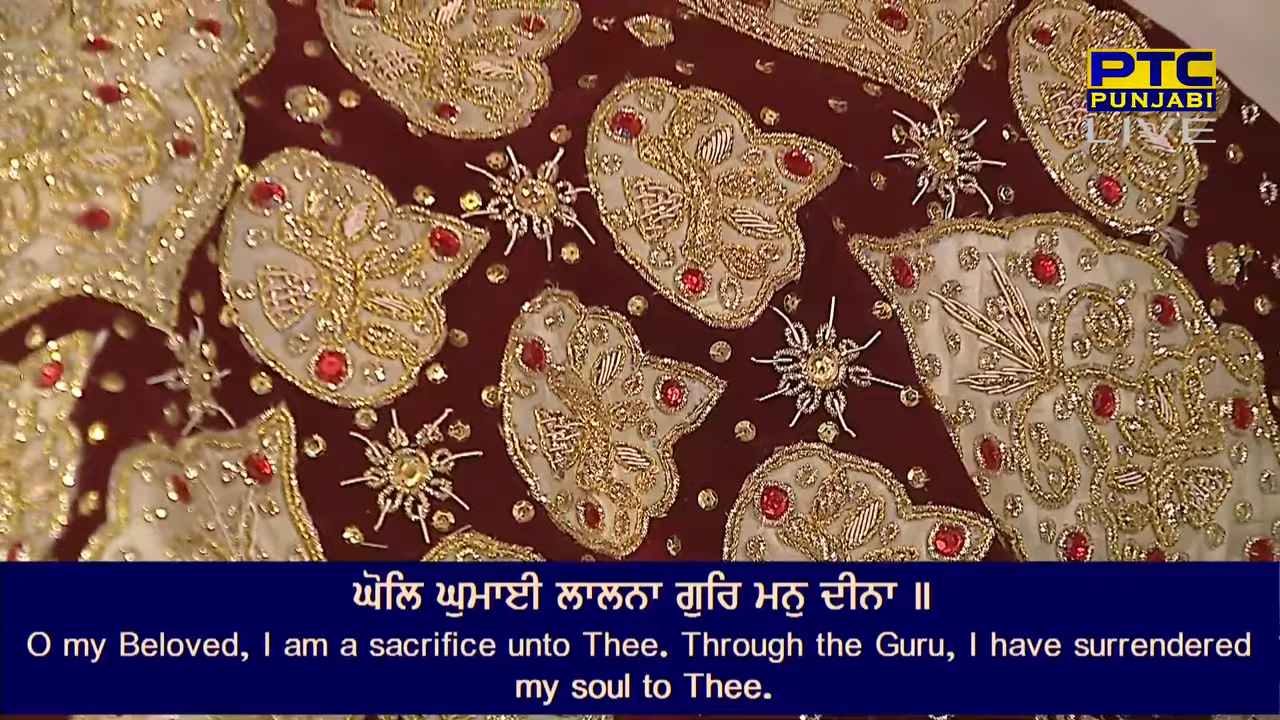 PTC
PUNJABI
LIVE
ਘੋਲਿ ਘੁਮਾਈ ਲਾਲਨਾ ਗੁਰਿ ਮਨੁ ਦੀਨਾ ॥
O my Beloved, I am a sacrifice unto Thee. Through the Guru, I have surrendered
my soul to Thee.